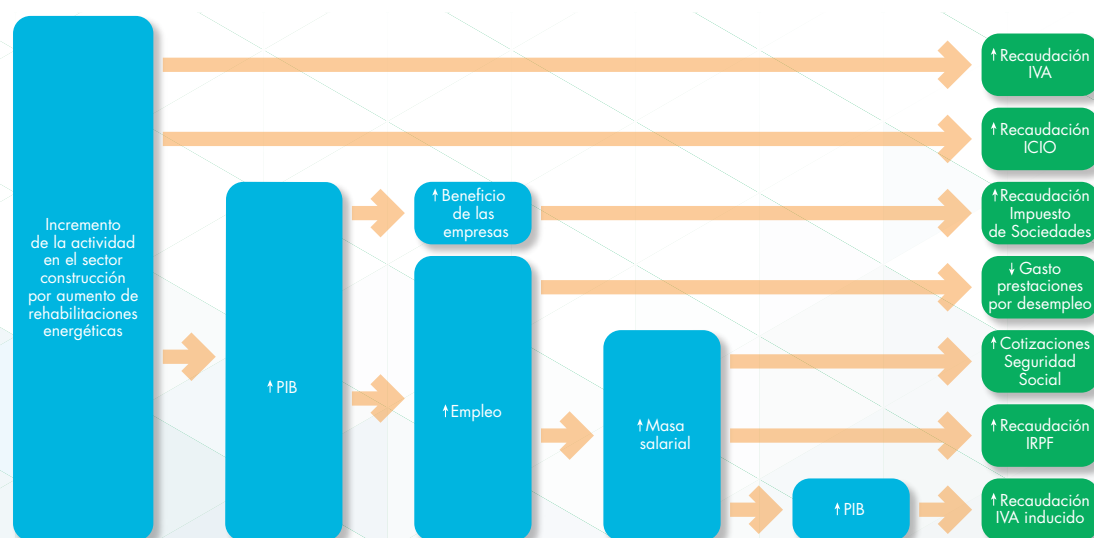 Incremento
de la actividad
en el sector
construcción
por aumento de
rehabilitaciones
energéticas
↑ PIB
↑ Beneficio
de las
empresas
↑ Empleo
↑ Masa
salarial
↑ PIB
↑ Recaudación
IVA
↑ Recaudación
ICIO
↑ Recaudación
Impuesto
de Sociedades
↓ Gasto
prestaciones
por desempleo
↑ Cotizaciones
Seguridad
Social
↑ Recaudación
IRPF
↑ Recaudación
IVA inducido